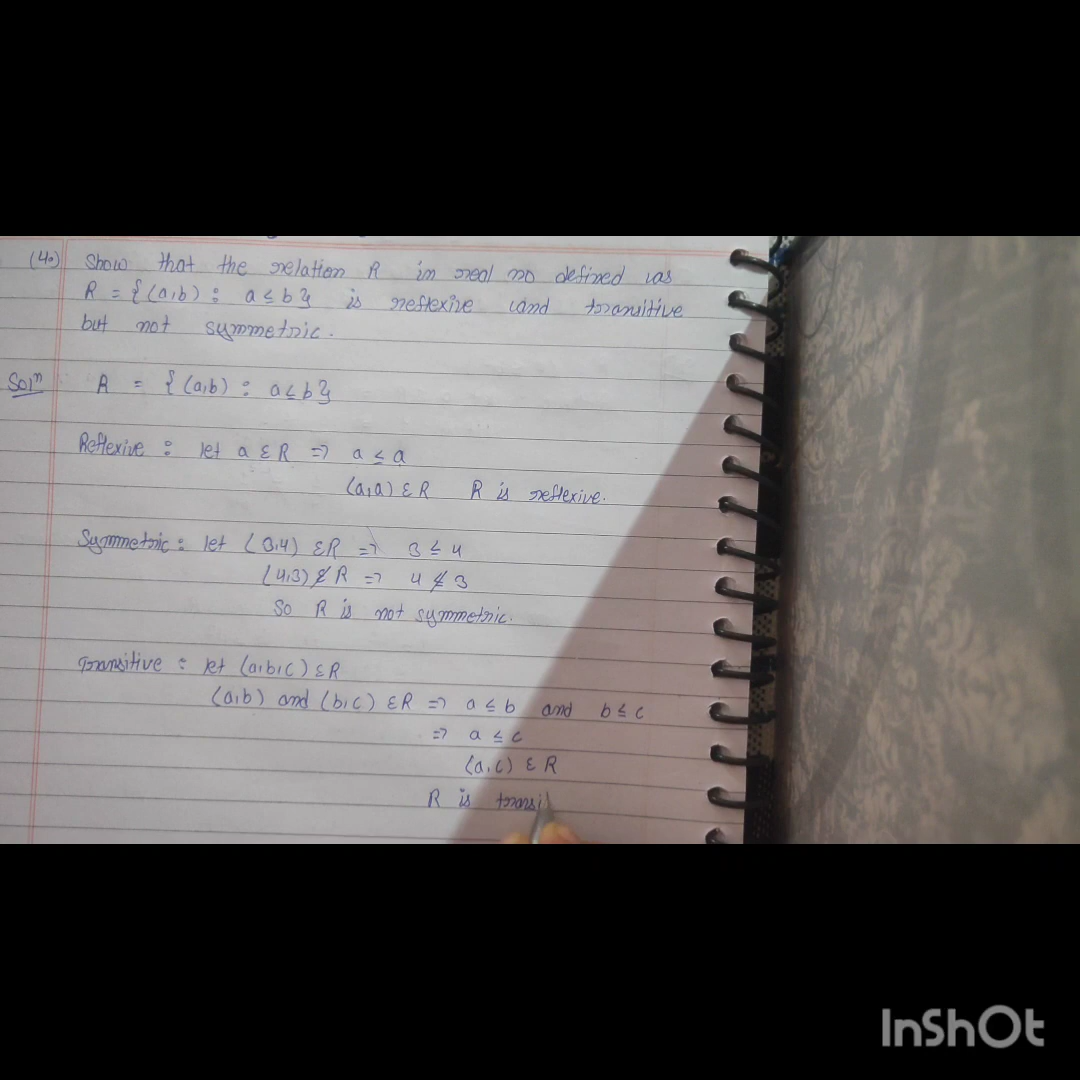 (4.) Show that the relation R in real no defined as
R = {(a,b) : a ≤ b} is reflexive and transitive
but not symmetric.
Solⁿ R = {(a,b) : a ≤ b}
Reflexive : let a ∈ R => a ≤ a
(a,a) ∈ R R is reflexive.
Symmetric : let (3,4) ∈ R => 3 ≤ 4
(4,3) ∉ R => 4 ≰ 3
So R is not symmetric.
Transitive : let (a,b,c) ∈ R
(a,b) and (b,c) ∈ R => a ≤ b and b ≤ c
=> a ≤ c
(a,c) ∈ R
R is transi
InShOt